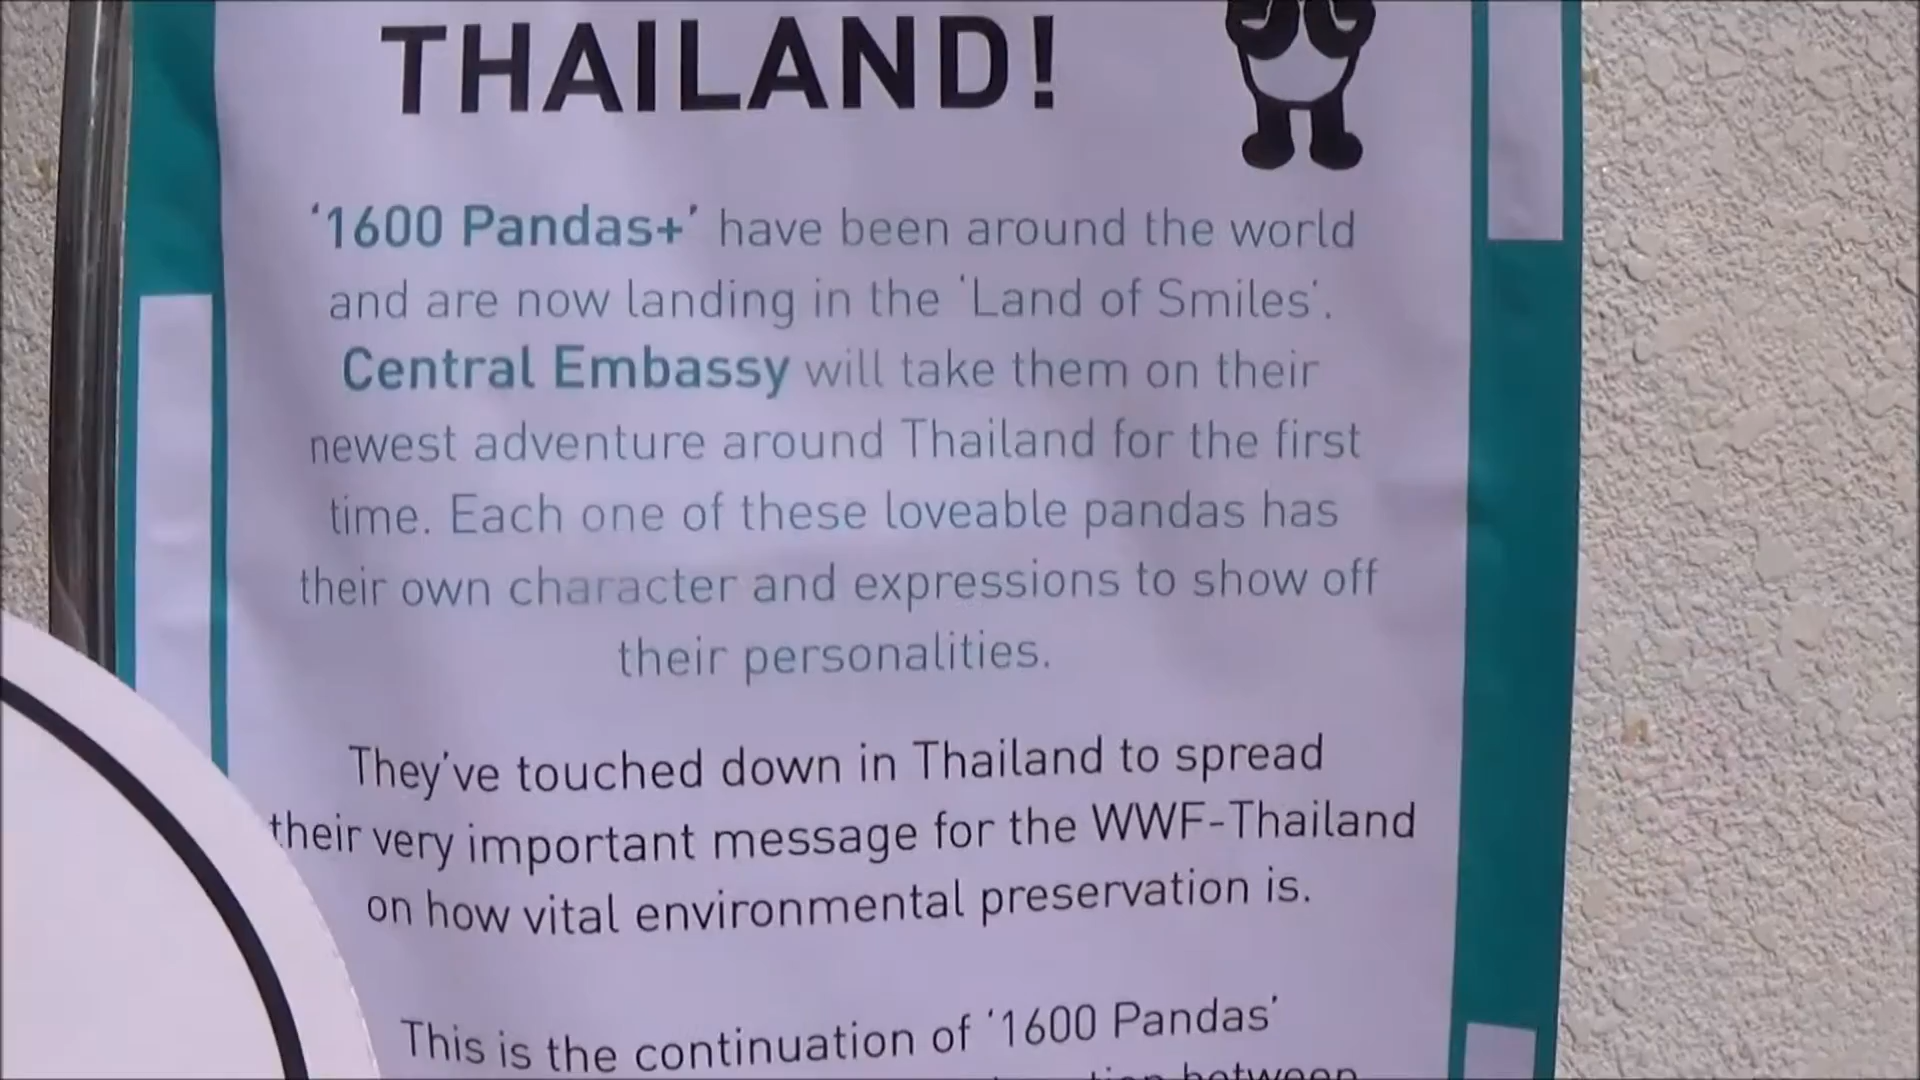 THAILAND!
‘1600 Pandas+’ have been around the world
and are now landing in the ‘Land of Smiles’.
Central Embassy will take them on their
newest adventure around Thailand for the first
time. Each one of these loveable pandas has
their own character and expressions to show off
their personalities.
They've touched down in Thailand to spread
their very important message for the WWF-Thailand
on how vital environmental preservation is.
This is the continuation of ‘1600 Pandas’
between